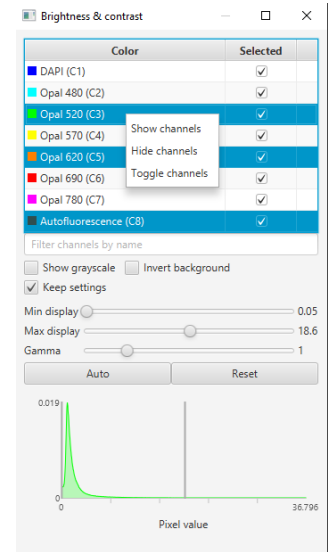 Brightness & contrast
Color Selected
DAPI (C1)
Opal 480 (C2)
Opal 520 (C3)
Opal 570 (C4)
Opal 620 (C5)
Opal 690 (C6)
Opal 780 (C7)
Autofluorescence (C8)
Show channels
Hide channels
Toggle channels
Filter channels by name
Show grayscale Invert background
Keep settings
Min display 0.05
Max display 18.6
Gamma 1
Auto Reset
0.019
0
0 36.796
Pixel value